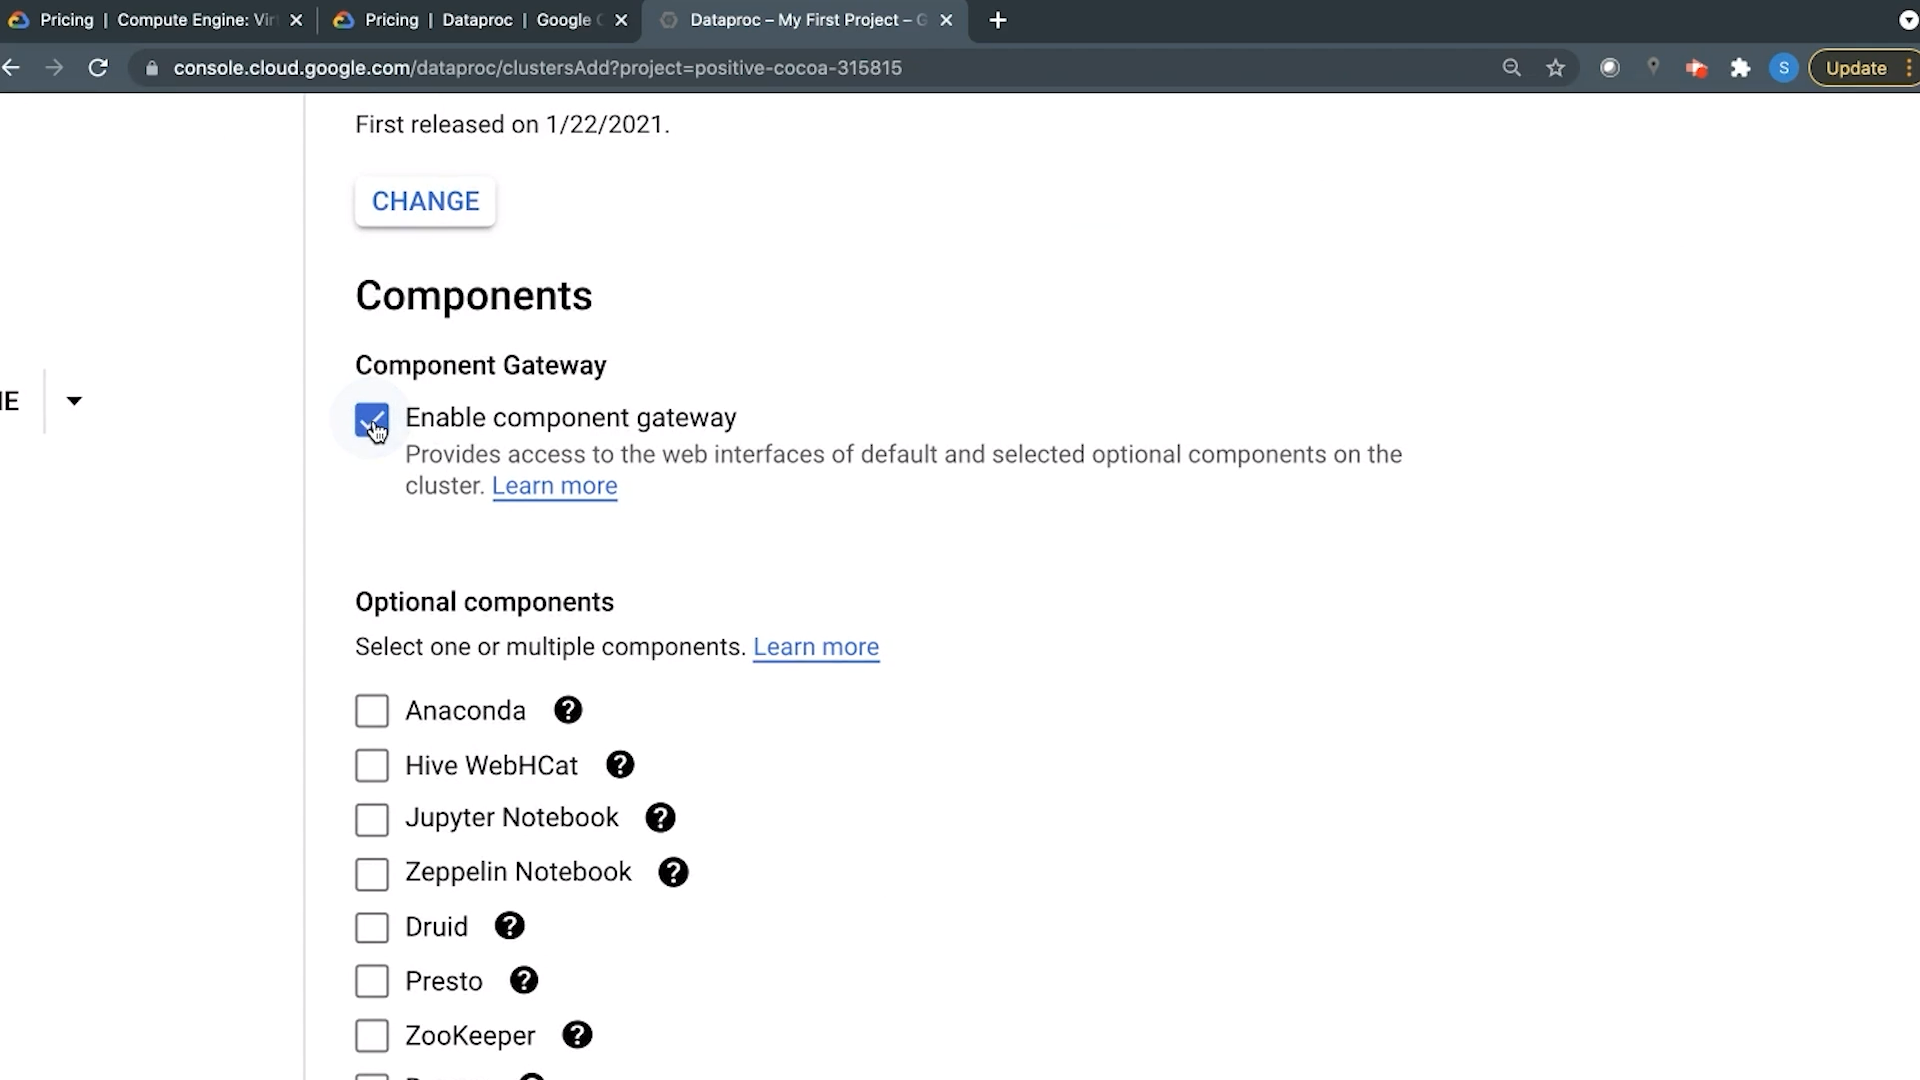 Pricing | Compute Engine: Vir
Pricing | Dataproc | Google
Dataproc – My First Project – G
console.cloud.google.com/dataproc/clustersAdd?project=positive-cocoa-315815
S
Update
First released on 1/22/2021.
CHANGE
Components
Component Gateway
Enable component gateway
Provides access to the web interfaces of default and selected optional components on the
cluster. Learn more
Optional components
Select one or multiple components. Learn more
Anaconda ?
Hive WebHCat ?
Jupyter Notebook ?
Zeppelin Notebook ?
Druid ?
Presto ?
ZooKeeper ?